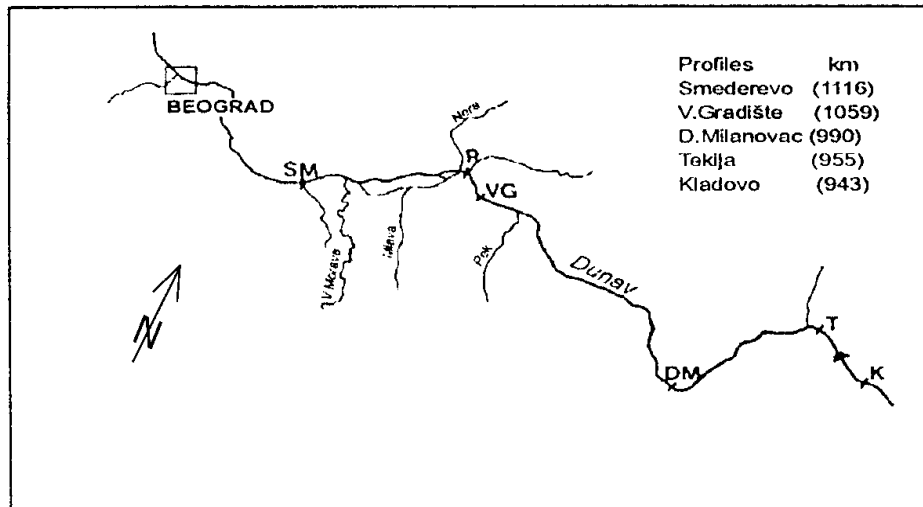 Profiles km
Smederevo (1116)
V.Gradište (1059)
D.Milanovac (990)
Tekija (955)
Kladovo (943)
BEOGRAD
SM
V.Morava
Mlava
Nera
R
VG
Pek
Dunav
DM
T
K
N